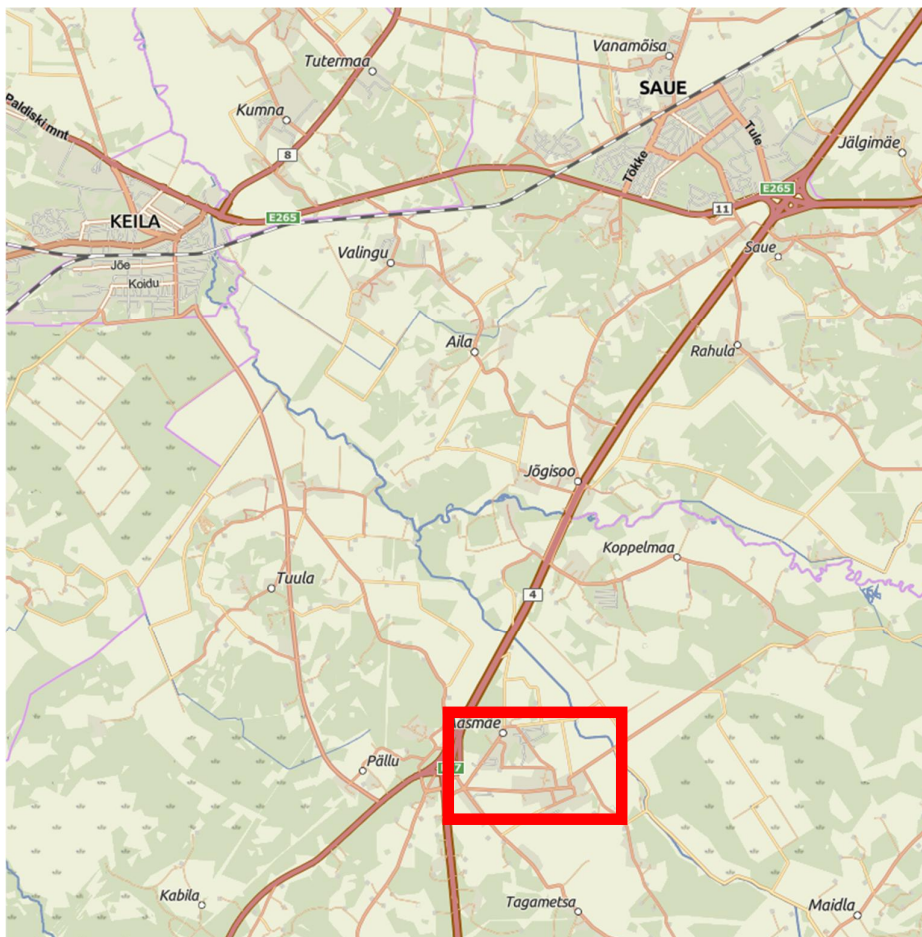 Vanamõisa
Tutermaa
SAUE
Kumna
Paldiski mnt
Tule
8
Tõkke
Jälgimäe
E265
11
KEILA
E265
Saue
Valingu
Jõe
Koidu
Aila
Rahula
Jõgisoo
Koppelmaa
Tuula
4
Pällu
Kabila
Tagametsa
Maidla